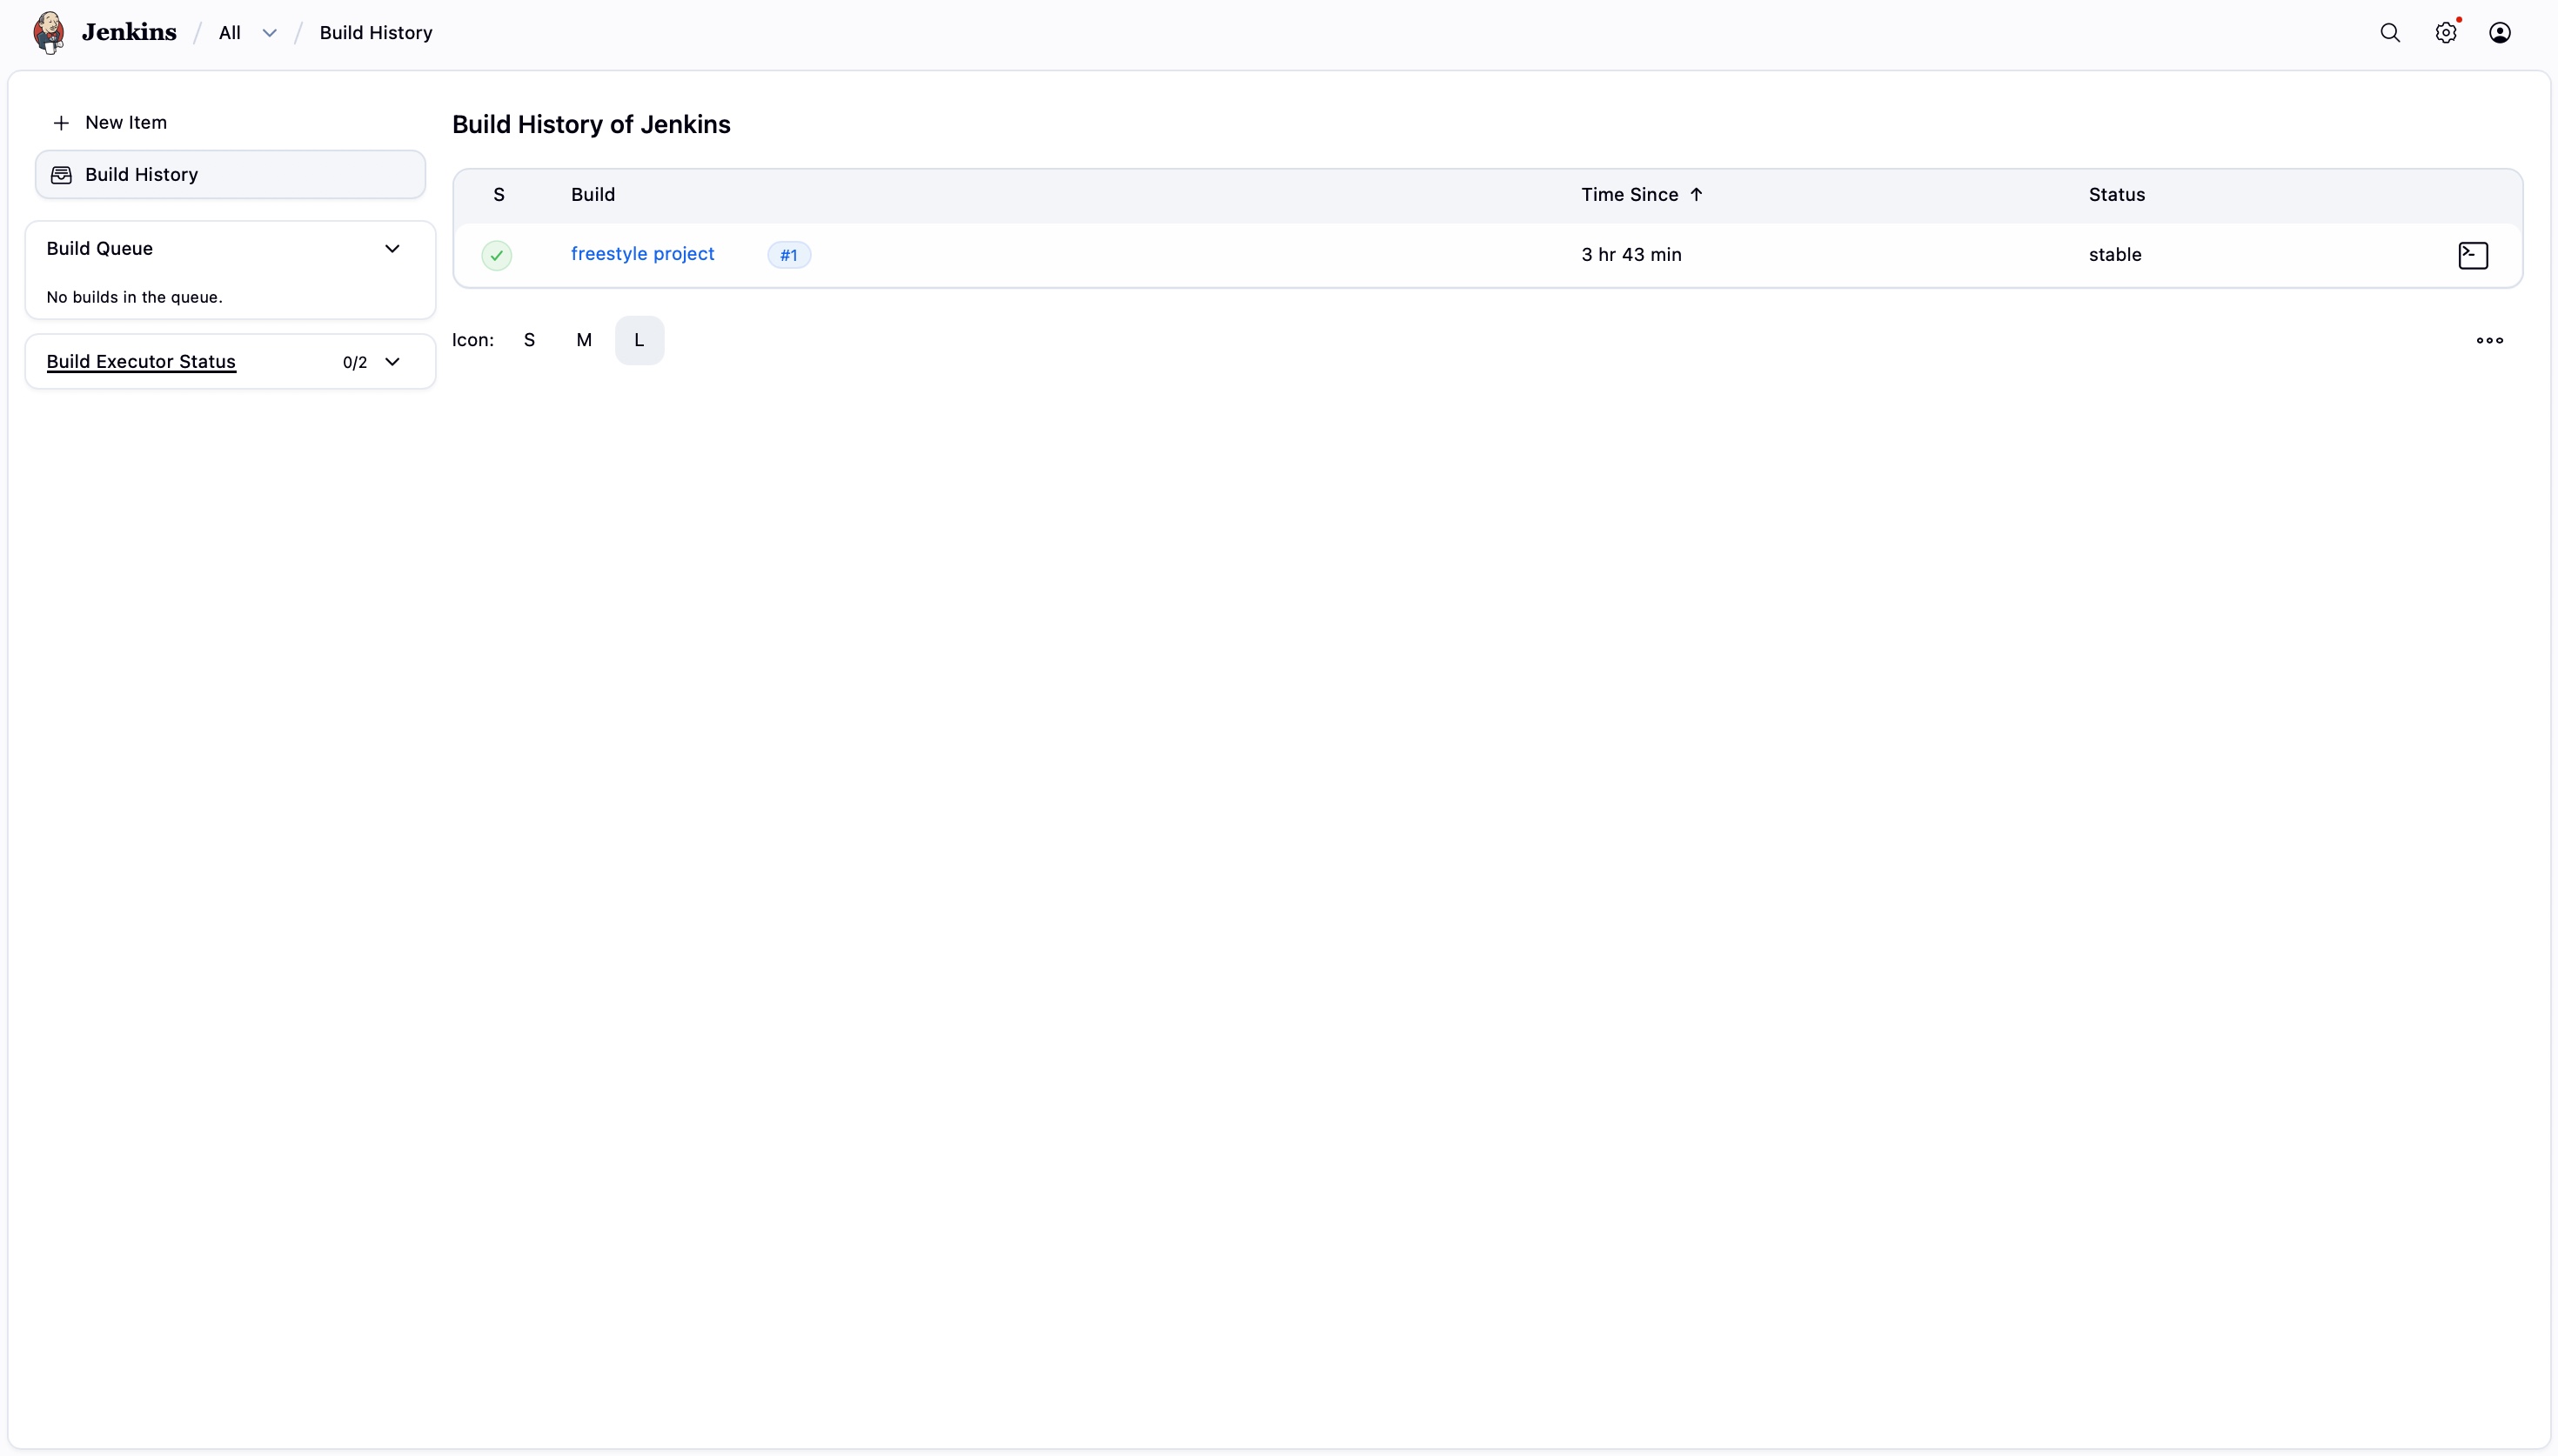 Jenkins / All / Build History
New Item
Build History
Build Queue
No builds in the queue.
Build Executor Status 0/2
Build History of Jenkins
S Build Time Since ↑ Status
freestyle project #1 3 hr 43 min stable
Icon: S M L